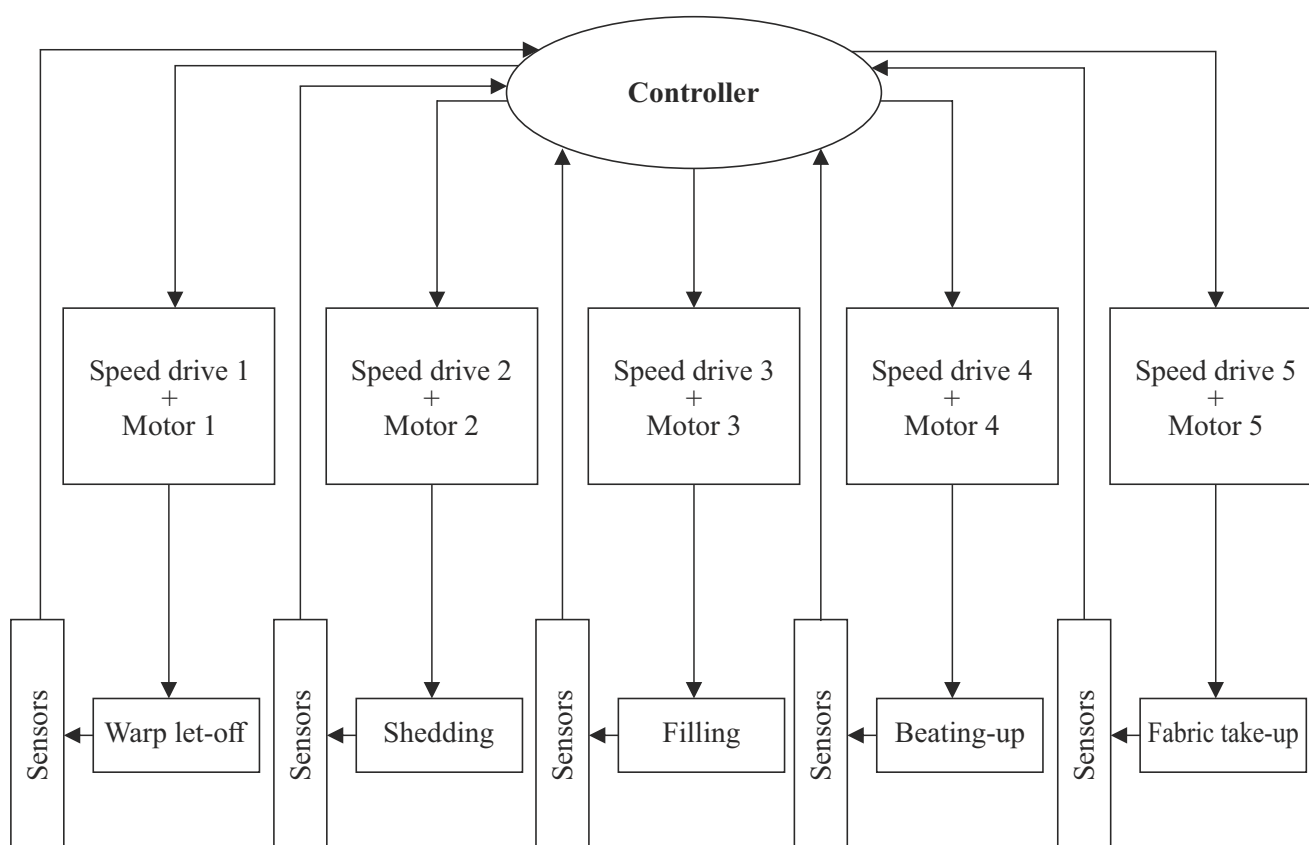 Controller
Speed drive 1
+
Motor 1
Speed drive 2
+
Motor 2
Speed drive 3
+
Motor 3
Speed drive 4
+
Motor 4
Speed drive 5
+
Motor 5
Sensors
Warp let-off
Sensors
Shedding
Sensors
Filling
Sensors
Beating-up
Sensors
Fabric take-up